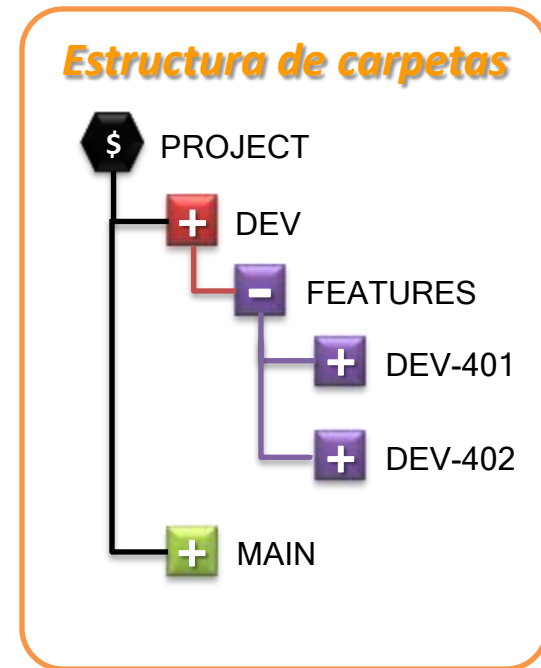 Estructura de carpetas
$ PROJECT
+ DEV
- FEATURES
+ DEV-401
+ DEV-402
+ MAIN